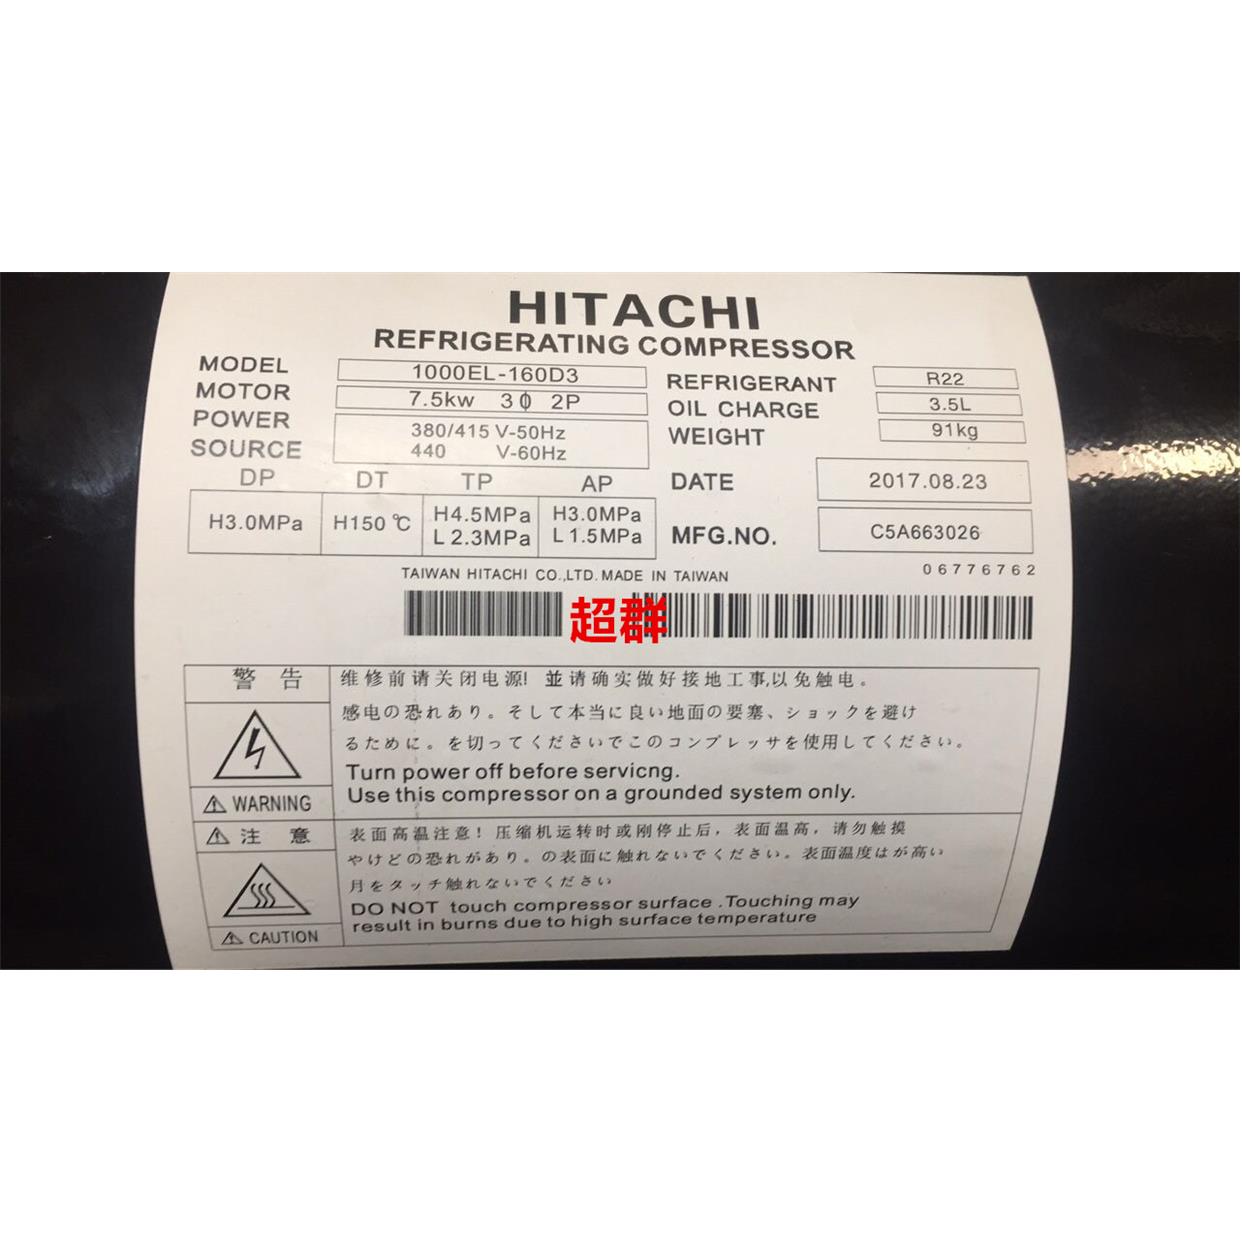 HITACHI
REFRIGERATING COMPRESSOR
MODEL 1000EL-160D3
MOTOR 7.5kw 3Φ 2P
POWER SOURCE 380/415 V-50Hz
440 V-60Hz
REFRIGERANT R22
OIL CHARGE 3.5L
WEIGHT 91kg
DP DT TP AP
H3.0MPa H150℃ H4.5MPa H3.0MPa
L 2.3MPa L 1.5MPa
DATE 2017.08.23
MFG.NO. C5A663026
TAIWAN HITACHI CO.,LTD. MADE IN TAIWAN
06776762
超群
警 告
维修前请关闭电源! 並请确实做好接地工事,以免触电。
感电の恐れあり。そして本当に良い地面の要塞、ショックを避け
るために。を切ってくださいでこのコンプレッサを使用してください。
Turn power off before servicng.
Use this compressor on a grounded system only.
WARNING
注 意
表面高温注意！压缩机运转时或刚停止后，表面温高，请勿触摸
やけどの恐れがあり。の表面に触れないでください。表面温度はが高い
月をタッチ触れないでください
DO NOT touch compressor surface .Touching may
result in burns due to high surface temperature
CAUTION